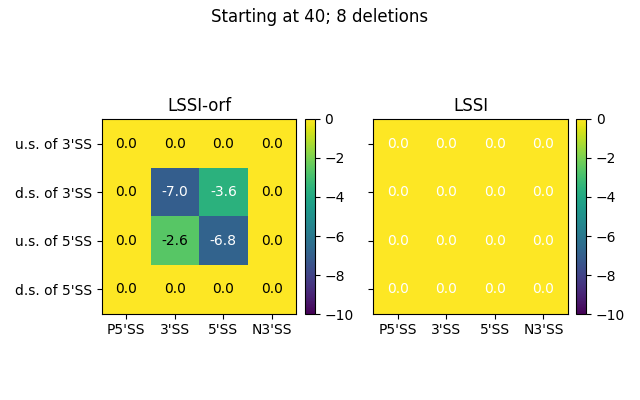 Starting at 40; 8 deletions
LSSI-orf
LSSI
u.s. of 3'SS
0.0 0.0 0.0 0.0
0
0.0 0.0 0.0 0.0
0
−2
−2
d.s. of 3'SS
0.0 -7.0 -3.6 0.0
0.0 0.0 0.0 0.0
−4
−4
u.s. of 5'SS
0.0 -2.6 -6.8 0.0
0.0 0.0 0.0 0.0
−6
−6
−8
−8
d.s. of 5'SS
0.0 0.0 0.0 0.0
0.0 0.0 0.0 0.0
−10
−10
P5'SS 3'SS 5'SS N3'SS
P5'SS 3'SS 5'SS N3'SS